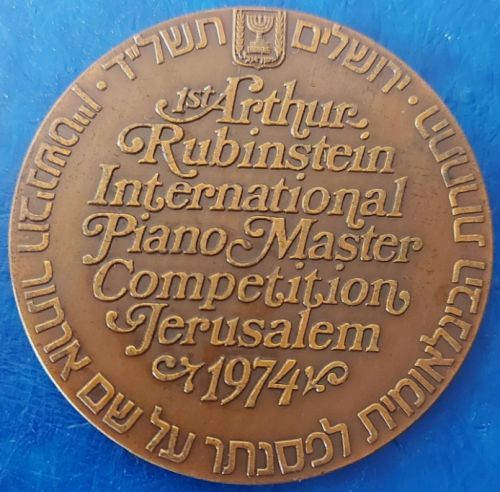 1st Arthur
Rubinstein
International
Piano Master
Competition
Jerusalem
1974
ירושלים תשל"ד
הבינלאומית לפסנתר על שם ארתור